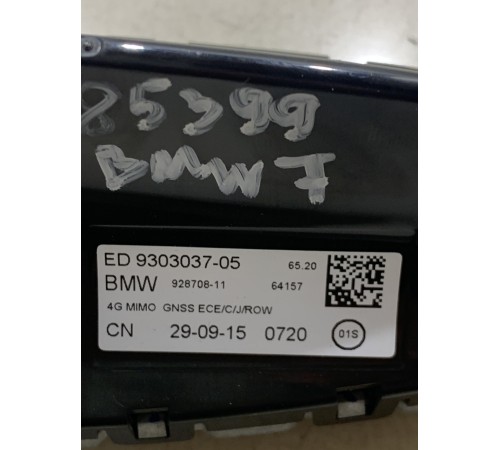 85399
BMW 7
ED 9303037-05 65.20
BMW 928708-11 64157
4G MIMO GNSS ECE/C/J/ROW
CN 29-09-15 0720 01S